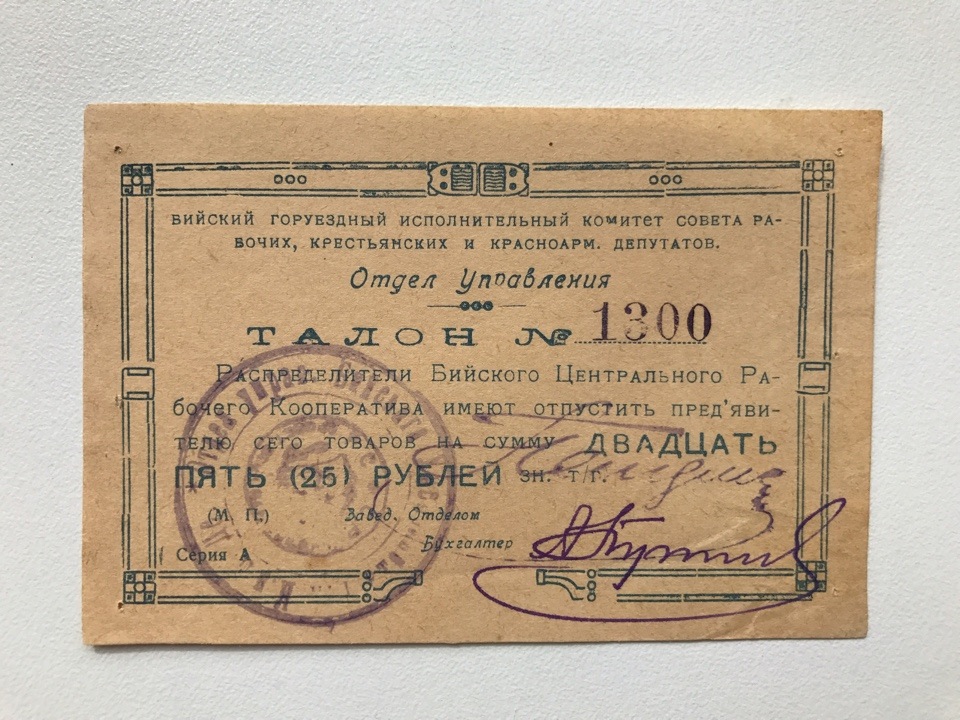 БИЙСКИЙ ГОРУЕЗДНЫЙ ИСПОЛНИТЕЛЬНЫЙ КОМИТЕТ СОВЕТА РА-
БОЧИХ, КРЕСТЬЯНСКИХ И КРАСНОАРМ. ДЕПУТАТОВ.
Отдел Управления
ТАЛОН № 1300
Распределители Бийского Центрального Ра-
бочего Кооператива имеют отпустить пред'яви-
телю сего товаров на сумму ДВАДЦАТЬ
ПЯТЬ (25) РУБЛЕЙ зн. т/г.
(М. П.) Завед. Отделом
Бухгалтер
Серия А